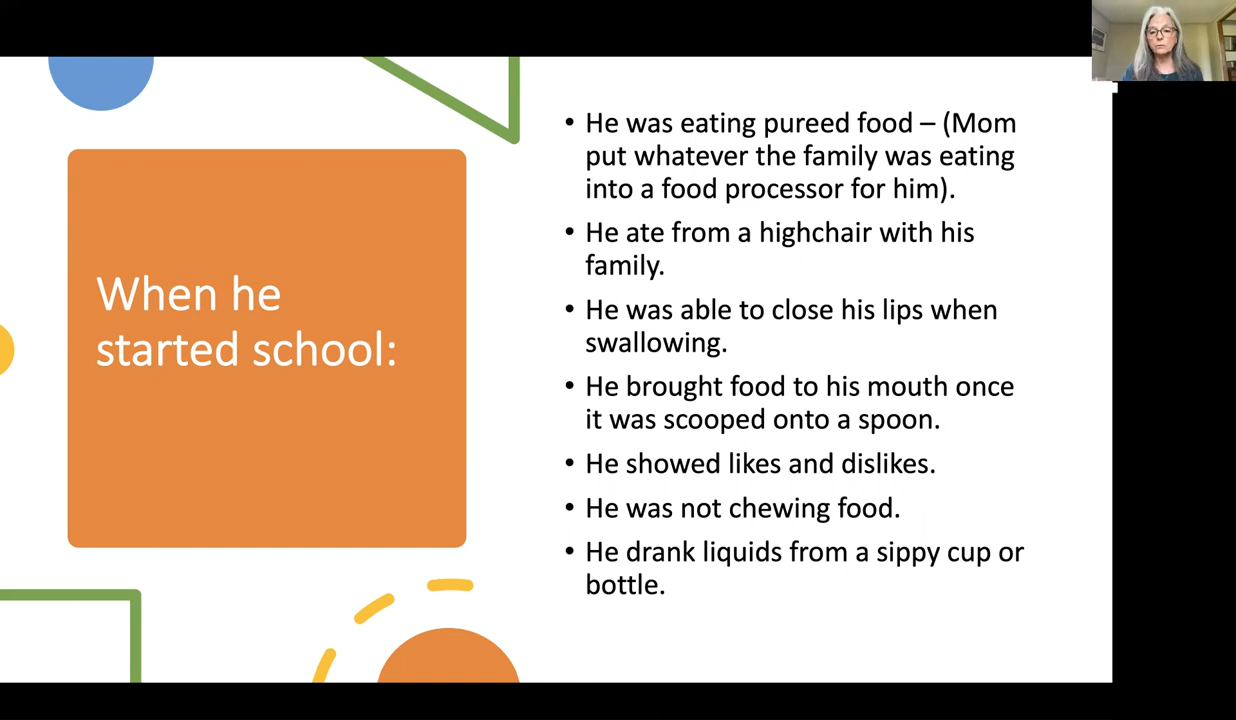 When he
started school:
• He was eating pureed food – (Mom
put whatever the family was eating
into a food processor for him).
• He ate from a highchair with his
family.
• He was able to close his lips when
swallowing.
• He brought food to his mouth once
it was scooped onto a spoon.
• He showed likes and dislikes.
• He was not chewing food.
• He drank liquids from a sippy cup or
bottle.